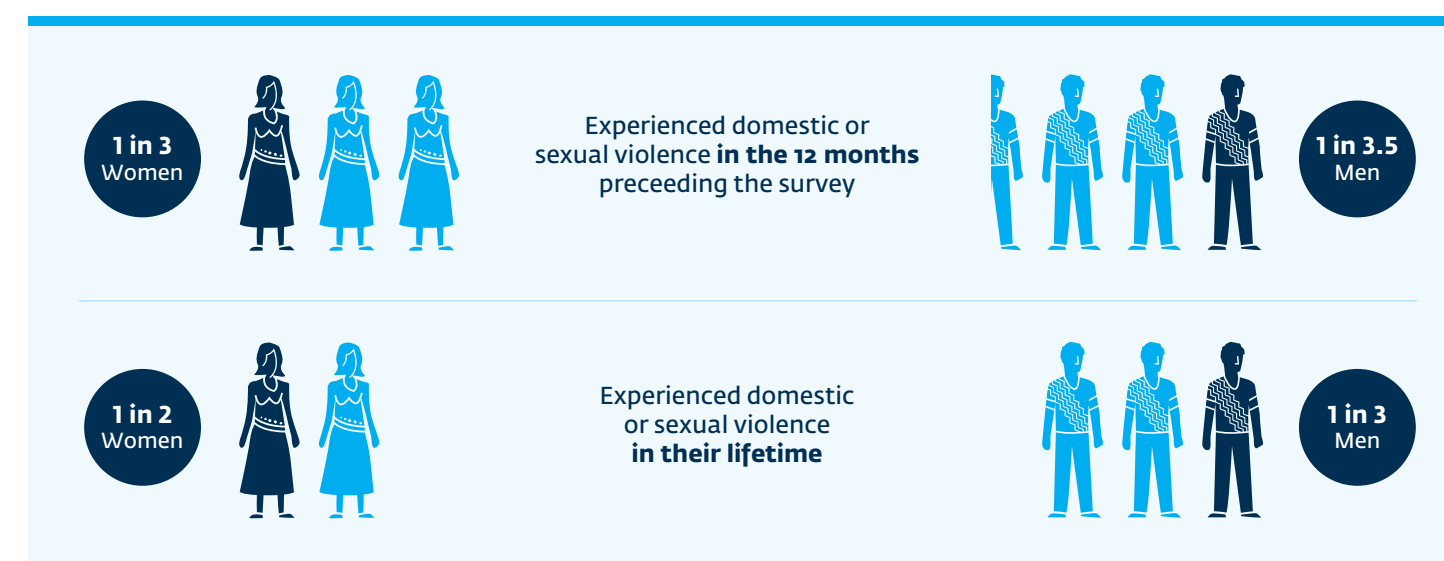 1 in 3
Women
Experienced domestic or
sexual violence in the 12 months
preceeding the survey
1 in 3.5
Men
1 in 2
Women
Experienced domestic
or sexual violence
in their lifetime
1 in 3
Men